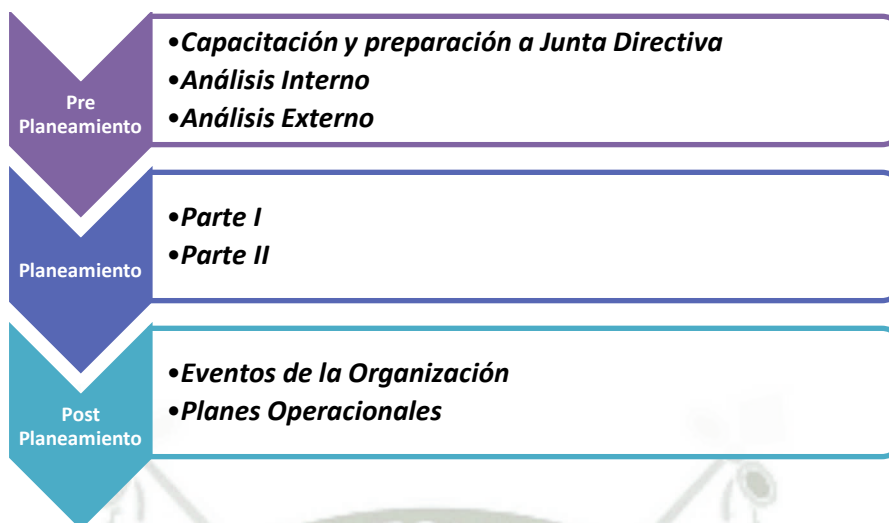 Pre
Planeamiento
•Capacitación y preparación a Junta Directiva
•Análisis Interno
•Análisis Externo
Planeamiento
•Parte I
•Parte II
Post
Planeamiento
•Eventos de la Organización
•Planes Operacionales